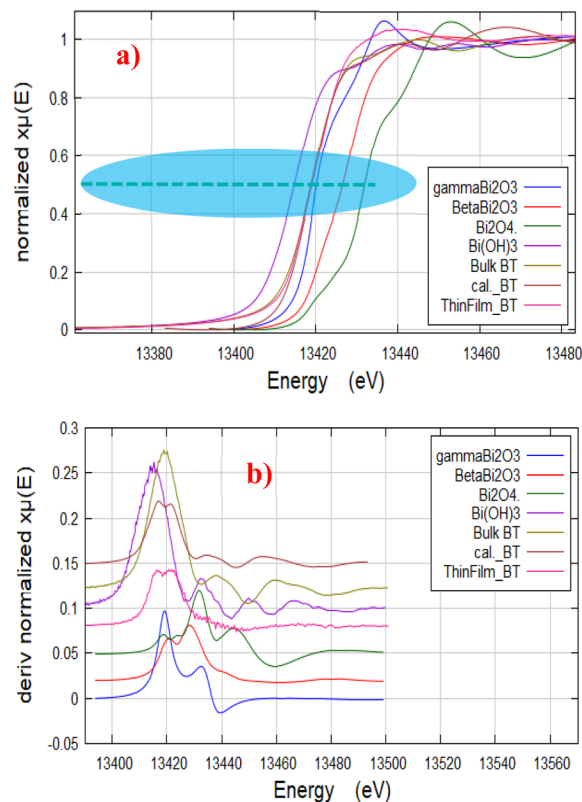 a)
normalized xμ(E)
1
0.8
0.6
0.4
0.2
0
gammaBi2O3
BetaBi2O3
Bi2O4.
Bi(OH)3
Bulk BT
cal._BT
ThinFilm_BT
13380 13400 13420 13440 13460 13480
Energy (eV)
b)
deriv normalized xμ(E)
0.3
0.25
0.2
0.15
0.1
0.05
0
-0.05
gammaBi2O3
BetaBi2O3
Bi2O4.
Bi(OH)3
Bulk BT
cal._BT
ThinFilm_BT
13400 13420 13440 13460 13480 13500 13520 13540 13560
Energy (eV)